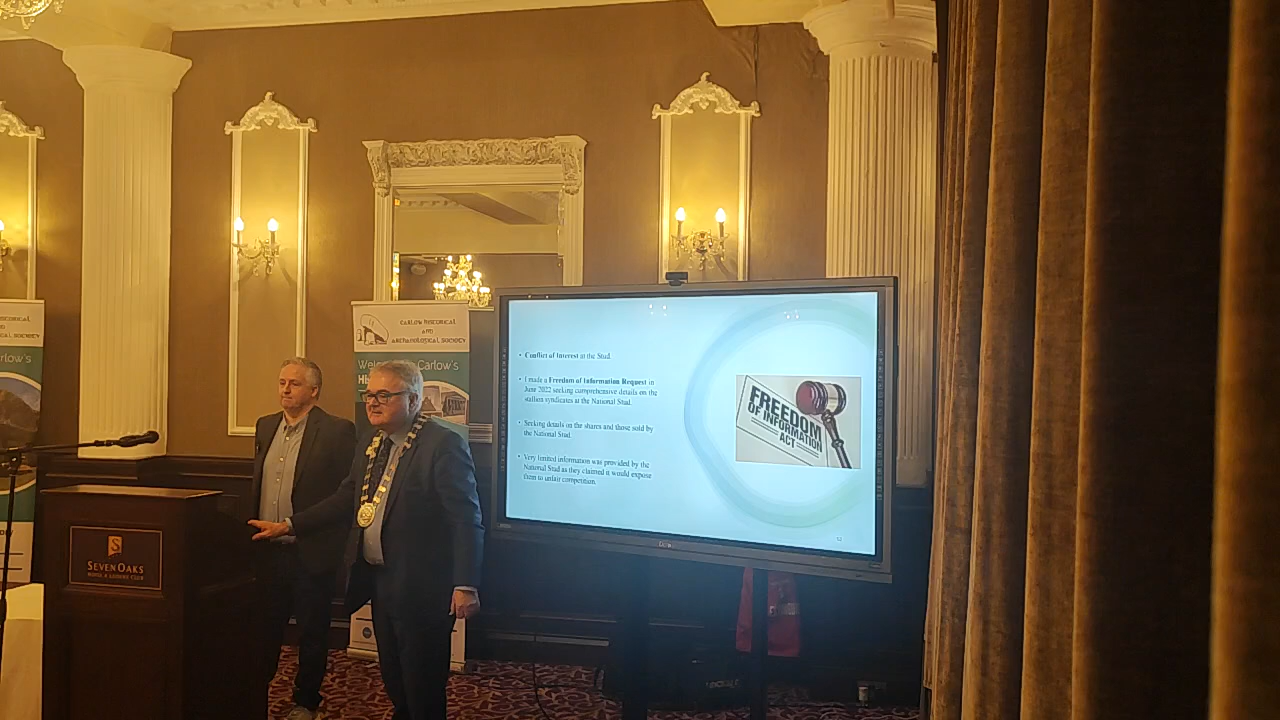 CARLOW HISTORICAL
AND
ARCHAEOLOGICAL SOCIETY
Carlow's
• Conflict of Interest at the Stud.
• I made a Freedom of Information Request in
June 2022 seeking comprehensive details on the
stallion syndicates at the National Stud.
• Seeking details on the shares and those sold by
the National Stud.
• Very limited information was provided by the
National Stud as they claimed it would expose
them to unfair competition.
FREEDOM
OF INFORMATION
ACT
S
SEVENOAKS
HOTEL & LEISURE CLUB